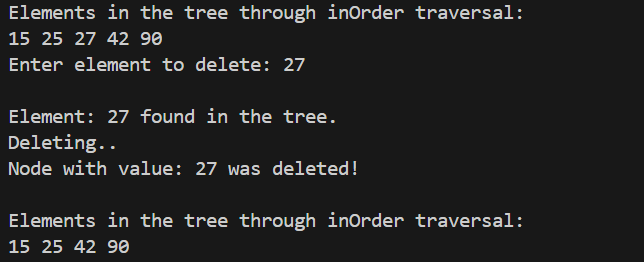 Elements in the tree through inOrder traversal:
15 25 27 42 90
Enter element to delete: 27
Element: 27 found in the tree.
Deleting..
Node with value: 27 was deleted!
Elements in the tree through inOrder traversal:
15 25 42 90